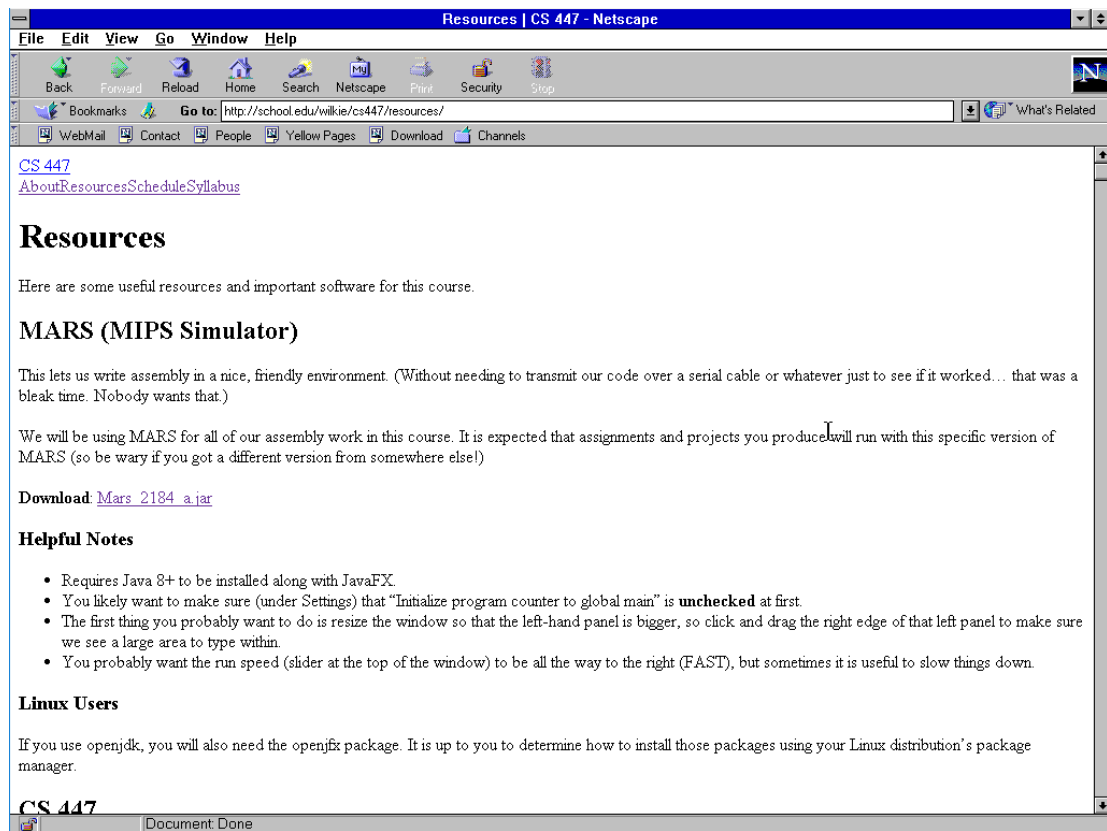 Resources | CS 447 - Netscape
File Edit View Go Window Help
Back Forward Reload Home Search My Netscape Print Security Stop N
Bookmarks Go to: http://school.edu/wilkie/cs447/resources/ What's Related
WebMail Contact People Yellow Pages Download Channels
CS 447
AboutResourcesScheduleSyllabus
Resources
Here are some useful resources and important software for this course.
MARS (MIPS Simulator)
This lets us write assembly in a nice, friendly environment. (Without needing to transmit our code over a serial cable or whatever just to see if it worked… that was a
bleak time. Nobody wants that.)
We will be using MARS for all of our assembly work in this course. It is expected that assignments and projects you produce will run with this specific version of
MARS (so be wary if you got a different version from somewhere else!)
Download: Mars_2184_a.jar
Helpful Notes
• Requires Java 8+ to be installed along with JavaFX.
• You likely want to make sure (under Settings) that “Initialize program counter to global main” is unchecked at first.
• The first thing you probably want to do is resize the window so that the left-hand panel is bigger, so click and drag the right edge of that left panel to make sure
we see a large area to type within.
• You probably want the run speed (slider at the top of the window) to be all the way to the right (FAST), but sometimes it is useful to slow things down.
Linux Users
If you use openjdk, you will also need the openjfx package. It is up to you to determine how to install those packages using your Linux distribution’s package
manager.
CS 447
Document: Done